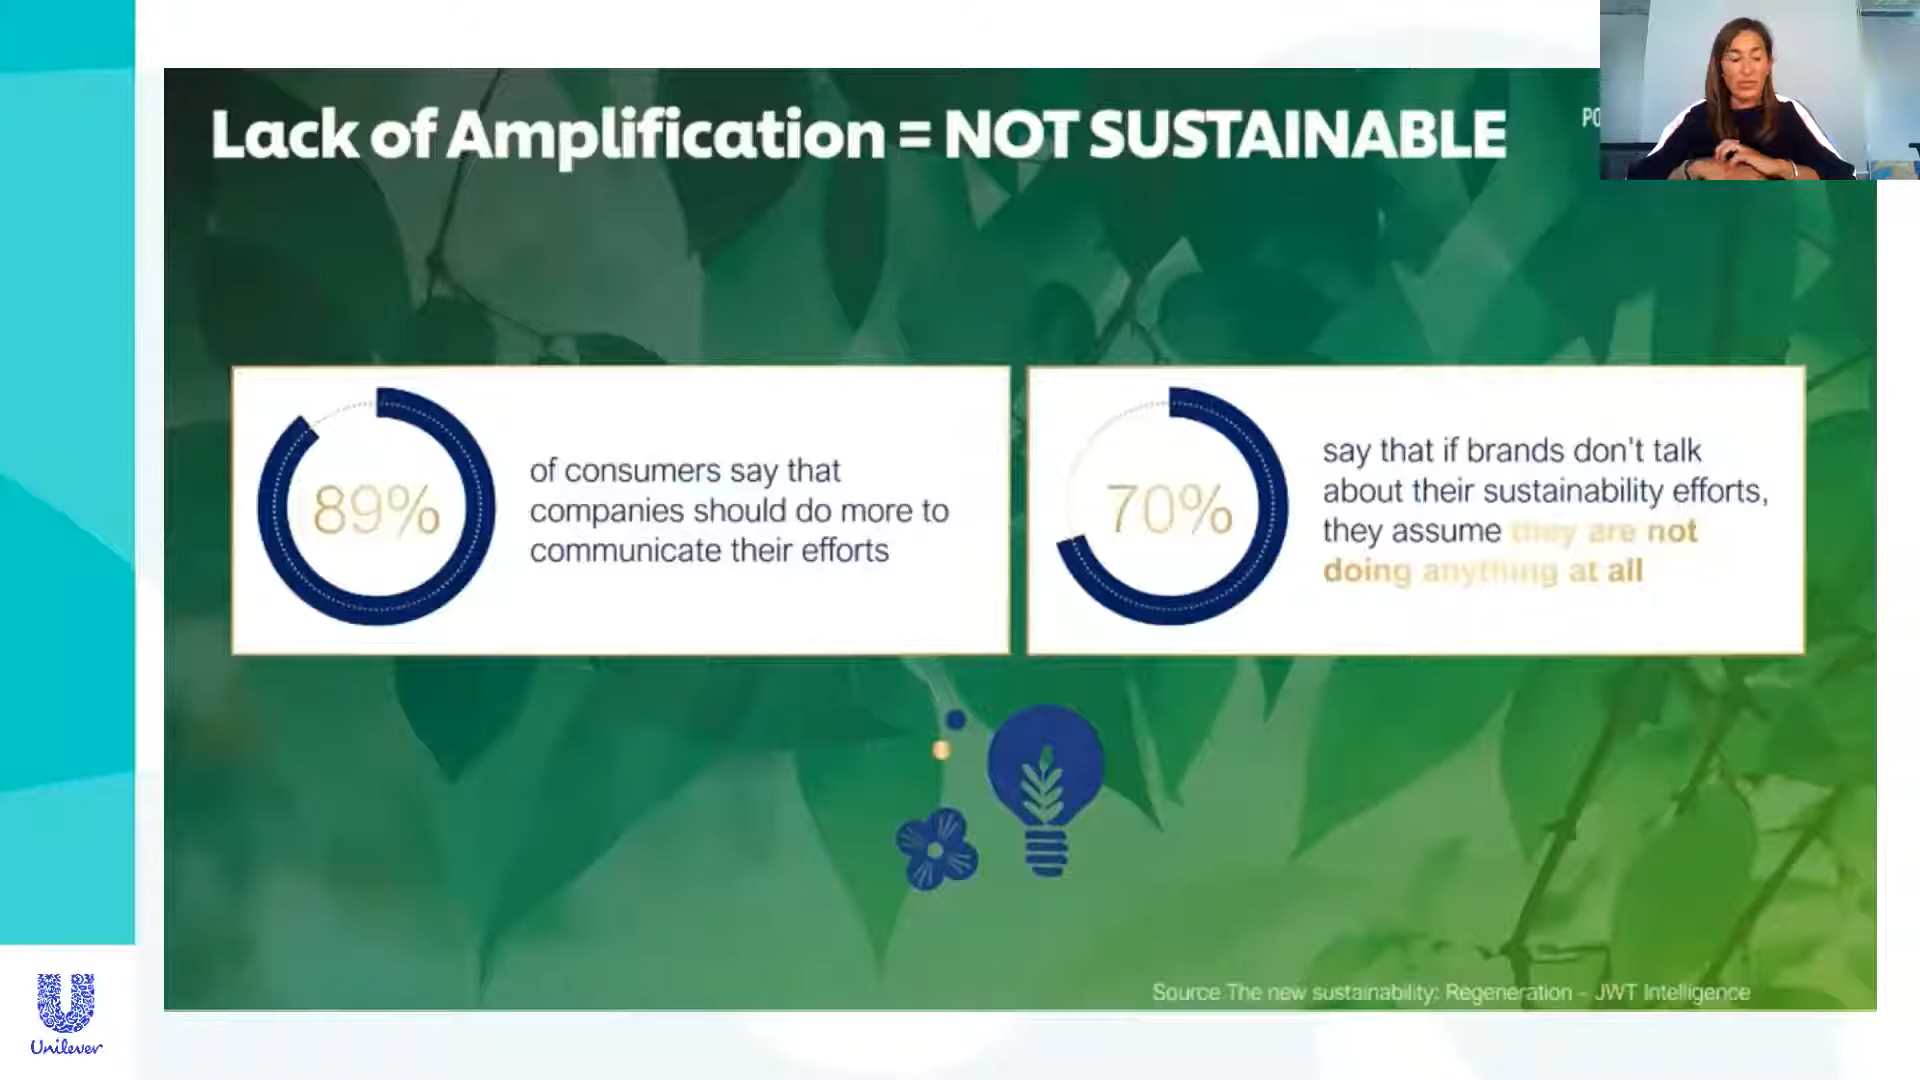 Lack of Amplification = NOT SUSTAINABLE
PO
89%
of consumers say that
companies should do more to
communicate their efforts
70%
say that if brands don't talk
about their sustainability efforts,
they assume they are not
doing anything at all
Source The new sustainability: Regeneration - JWT Intelligence
Unilever